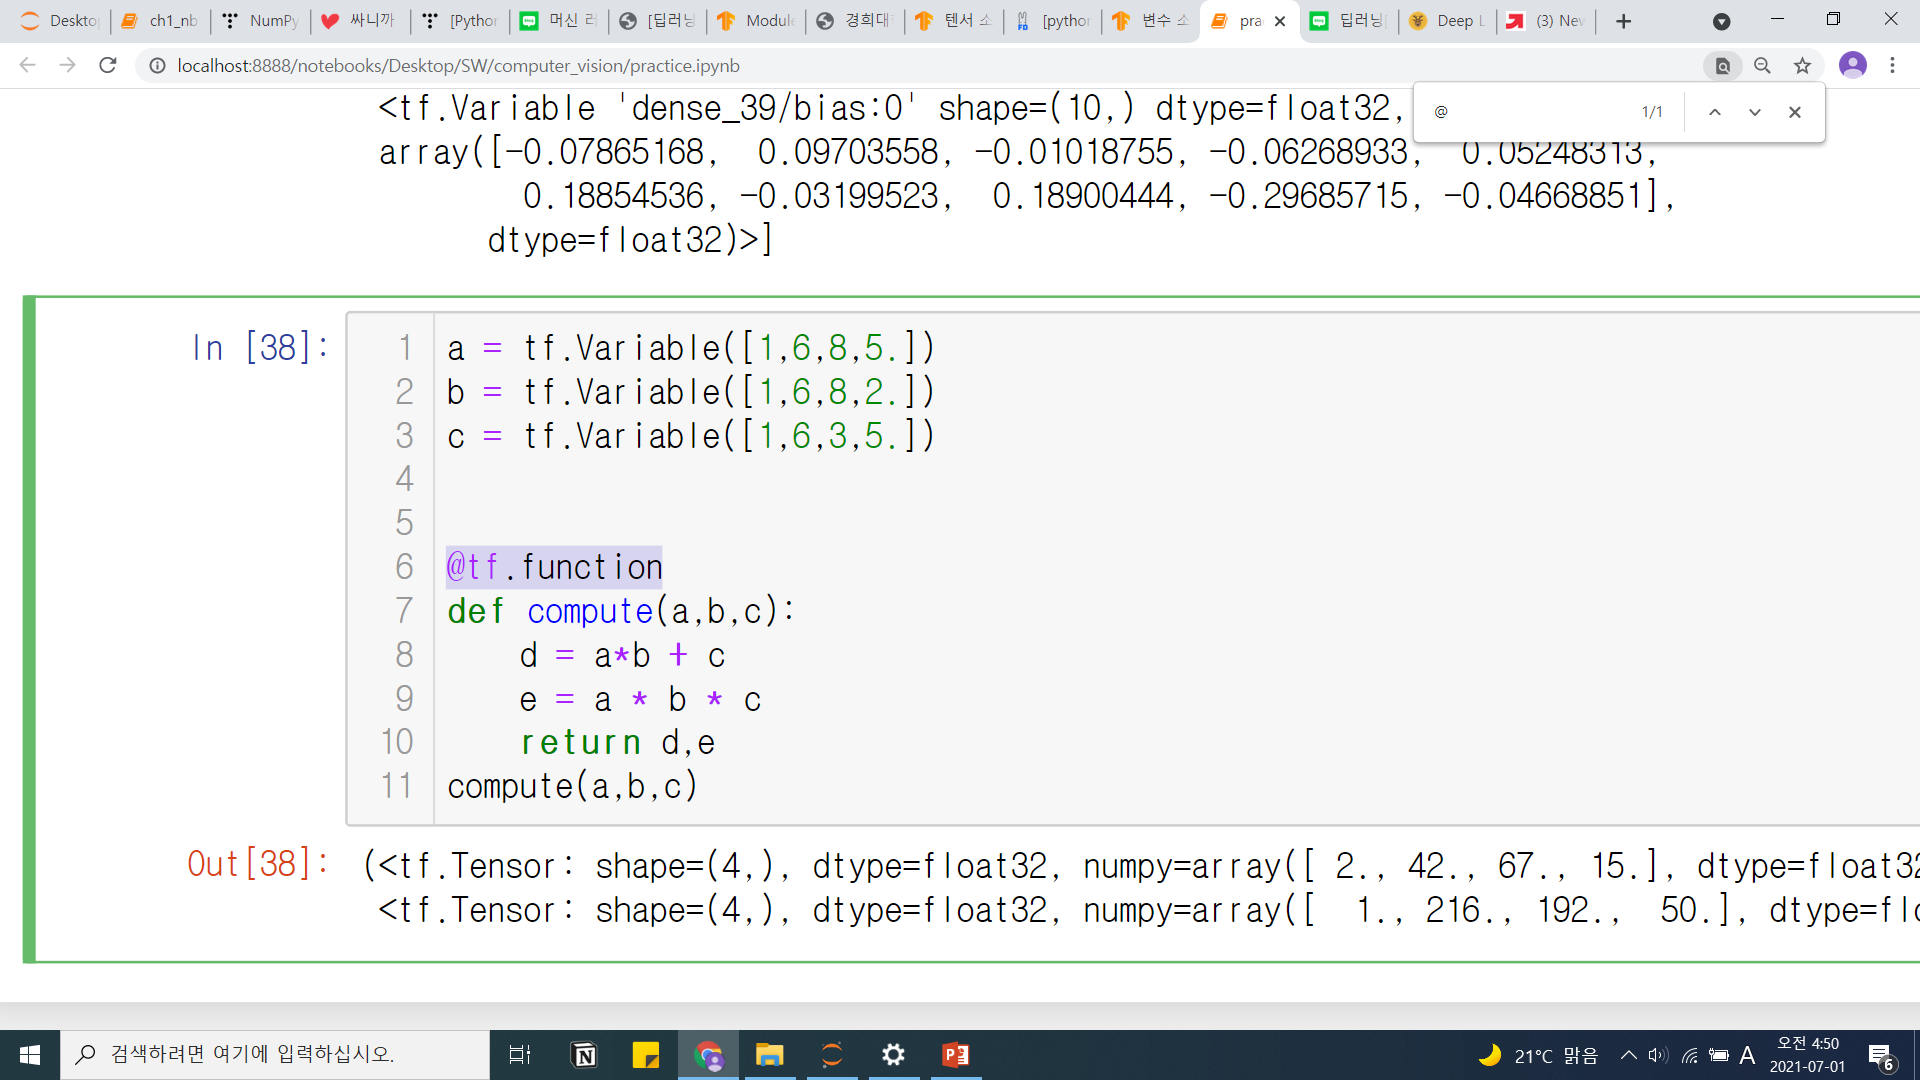 Deskto
ch1_nb
NumPy
싸니까
[Pythor
머신 러
[딥러닝
Module
경희대
텐서 소
[pythor
변수 소
pra
딥러닝[
Deep L
(3) Nev
localhost:8888/notebooks/Desktop/SW/computer_vision/practice.ipynb
@
1/1
<tf.Variable 'dense_39/bias:0' shape=(10,) dtype=float32,
array([-0.07865168, 0.09703558, -0.01018755, -0.06268933, 0.05248313,
0.18854536, -0.03199523, 0.18900444, -0.29685715, -0.04668851],
dtype=float32)>]
In [38]:
1 a = tf.Variable([1,6,8,5.])
2 b = tf.Variable([1,6,8,2.])
3 c = tf.Variable([1,6,3,5.])
4
5
6 @tf.function
7 def compute(a,b,c):
8 d = a*b + c
9 e = a * b * c
10 return d,e
11 compute(a,b,c)
Out[38]: (<tf.Tensor: shape=(4,), dtype=float32, numpy=array([ 2., 42., 67., 15.], dtype=float32
<tf.Tensor: shape=(4,), dtype=float32, numpy=array([ 1., 216., 192., 50.], dtype=flo
검색하려면 여기에 입력하십시오.
21°C 맑음
A
오전 4:50
2021-07-01
6